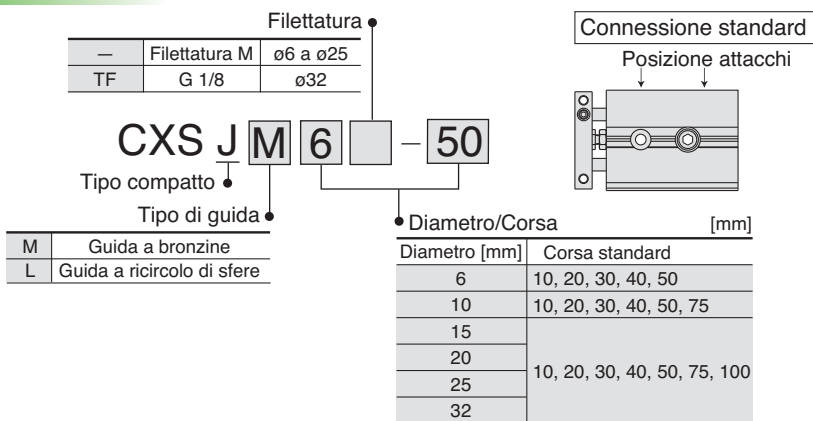 Filettatura
— Filettatura M ø6 a ø25
TF G 1/8 ø32
Connessione standard
Posizione attacchi
CXS J M 6 – 50
Tipo compatto
Tipo di guida
M Guida a bronzine
L Guida a ricircolo di sfere
Diametro/Corsa [mm]
Diametro [mm] Corsa standard
6 10, 20, 30, 40, 50
10 10, 20, 30, 40, 50, 75
15
20
25
32
10, 20, 30, 40, 50, 75, 100